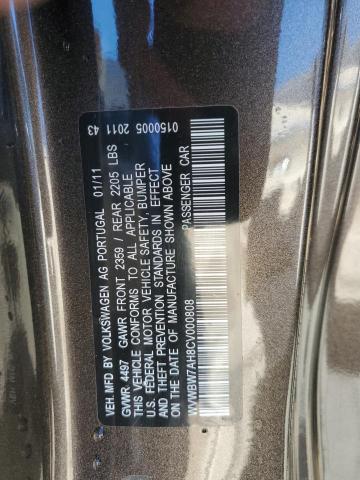 0150005 2011 43
VEH. MFD BY VOLKSWAGEN AG PORTUGAL 01/11
GVWR: 4497 GAWR FRONT 2359 / REAR 2205 LBS
THIS VEHICLE CONFORMS TO ALL APPLICABLE
U.S. FEDERAL MOTOR VEHICLE SAFETY, BUMPER
AND THEFT PREVENTION STANDARDS IN EFFECT
AT DATE OF MANUFACTURE SHOWN ABOVE
WVWBW7AH8CV000808 PASSENGER CAR